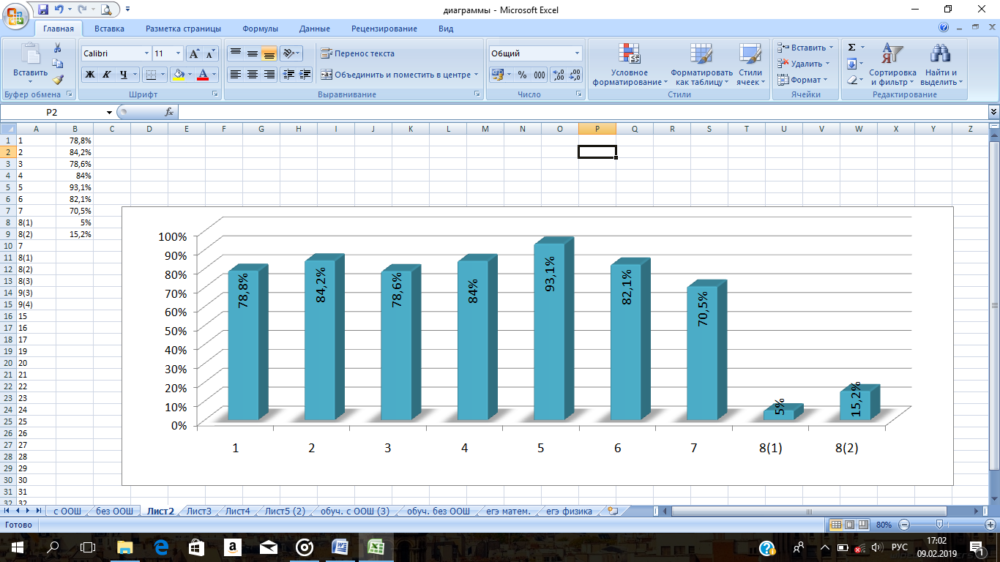 диаграммы - Microsoft Excel
Главная Вставка Разметка страницы Формулы Данные Рецензирование Вид
Calibri 11 Перенос текста Общий
Вставить Ж К Ч Объединить и поместить в центре % 000 Условное форматирование Форматировать как таблицу Стили ячеек Вставить Удалить Формат Σ Сортировка и фильтр Найти и выделить
Буфер обмена Шрифт Выравнивание Число Стили Ячейки Редактирование
P2 fx
A B C D E F G H I J K L M N O P Q R S T U V W X Y Z
1 1 78,8%
2 2 84,2%
3 3 78,6%
4 4 84%
5 5 93,1%
6 6 82,1%
7 7 70,5%
8 8(1) 5%
9 8(2) 15,2%
10 7
11 8(1)
12 8(2)
13 8(3)
14 9(3)
15 9(4)
16 15
17 16
18 17
19 19
20 20
21 21
22 22
23 23
24 24
25 25
26 26
27 27
28 28
29 29
30 30
31 31
32 32
100%
90%
80%
70%
60%
50%
40%
30%
20%
10%
0%
78,8% 84,2% 78,6% 84% 93,1% 82,1% 70,5% 5% 15,2%
1 2 3 4 5 6 7 8(1) 8(2)
с ООШ без ООШ Лист2 Лист3 Лист4 Лист5 (2) обуч. с ООШ (3) обуч. без ООШ егэ матем. егэ физика
Готово 80%
РУС 17:02
09.02.2019 1